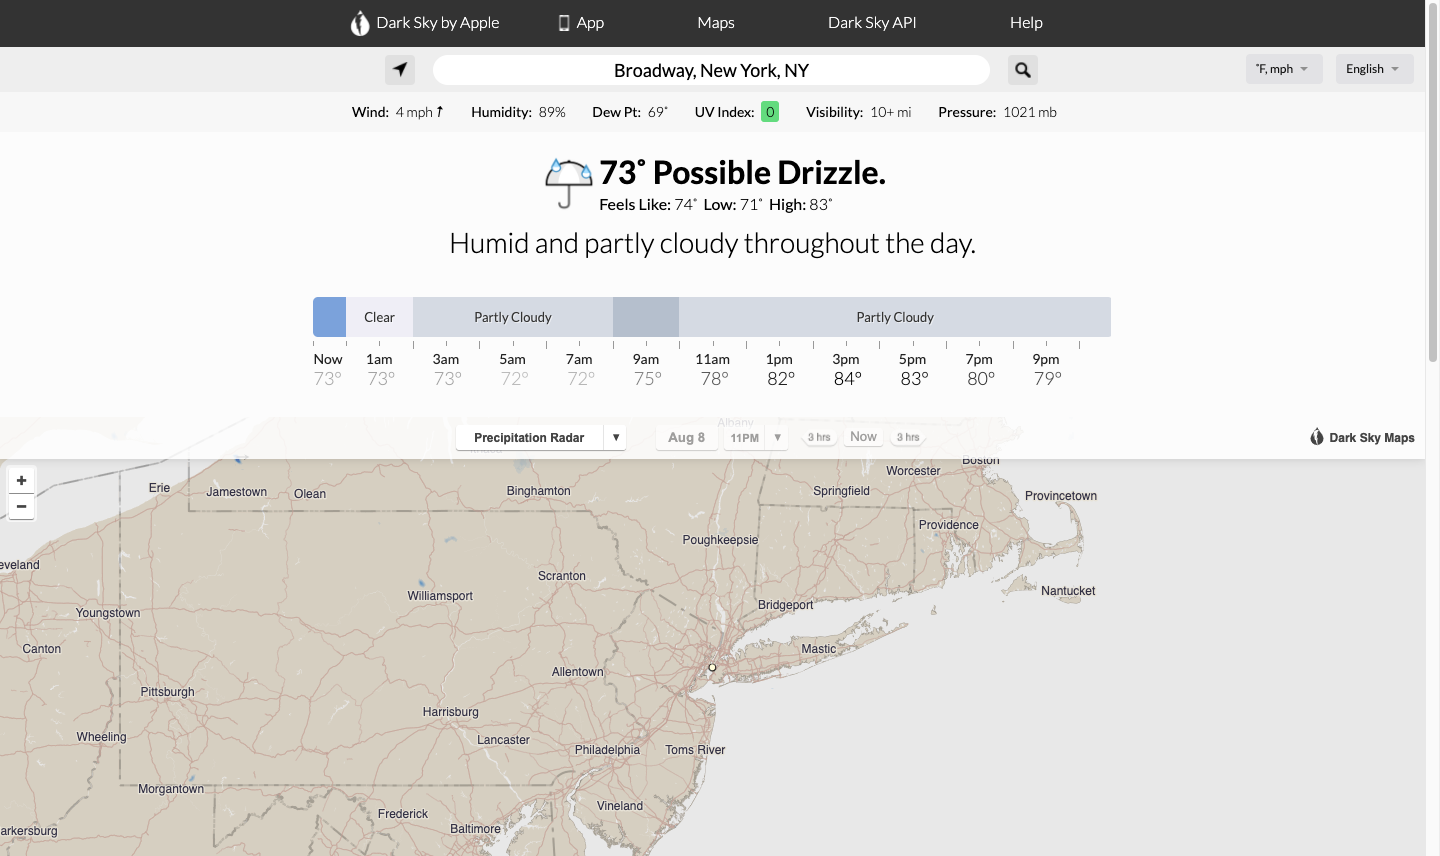 Dark Sky by Apple App Maps Dark Sky API Help
Broadway, New York, NY
˚F, mph English
Wind: 4 mph Humidity: 89% Dew Pt: 69˚ UV Index: 0 Visibility: 10+ mi Pressure: 1021 mb
73˚ Possible Drizzle.
Feels Like: 74˚ Low: 71˚ High: 83˚
Humid and partly cloudy throughout the day.
Clear Partly Cloudy Partly Cloudy
Now 1am 3am 5am 7am 9am 11am 1pm 3pm 5pm 7pm 9pm
73° 73° 73° 72° 72° 75° 78° 82° 84° 83° 80° 79°
Albany
Precipitation Radar ▼ Aug 8 11PM ▼ 3 hrs Now 3 hrs Dark Sky Maps
Boston
Worcester
+
Erie Jamestown Olean Binghamton Springfield Provincetown
−
Providence
Poughkeepsie
eveland
Scranton
Williamsport Nantucket
Youngstown Bridgeport
Canton Mastic
Allentown
Pittsburgh
Harrisburg
Wheeling Lancaster
Philadelphia Toms River
Morgantown
Frederick Vineland
arkersburg Baltimore